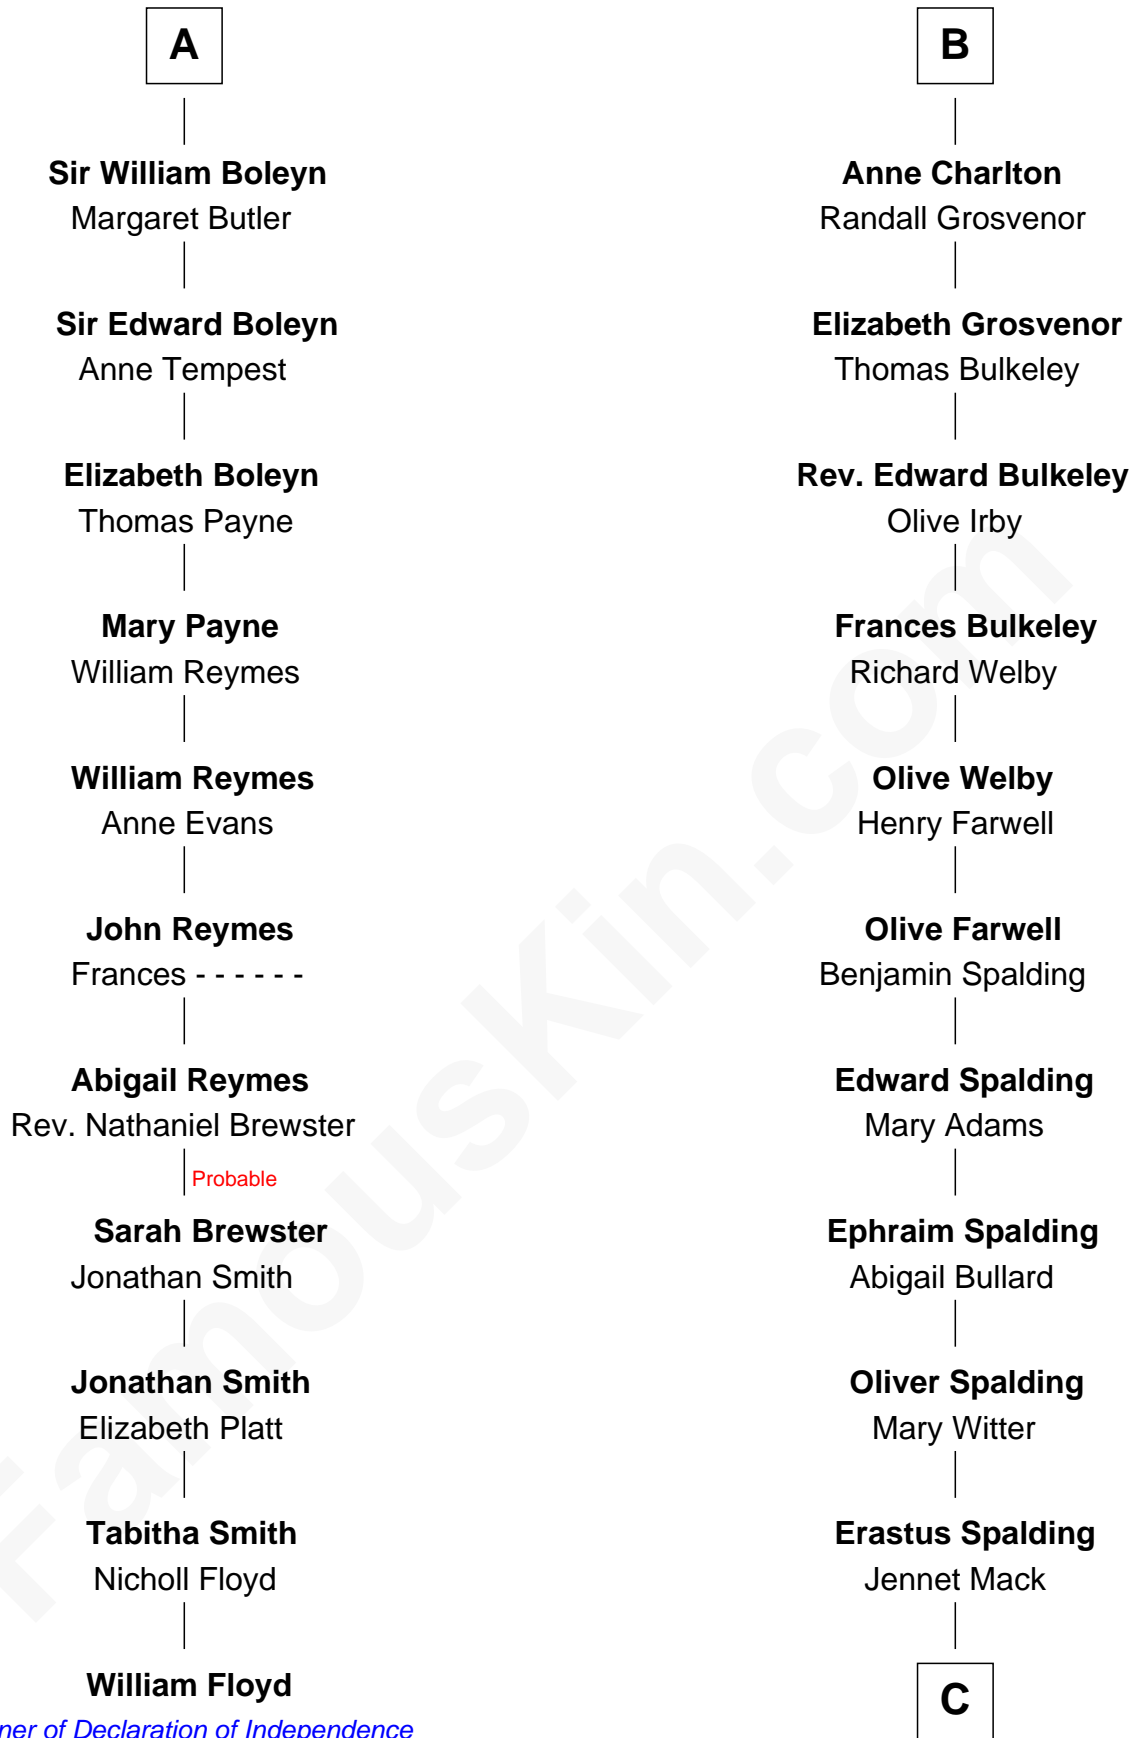 A
Sir William Boleyn
Margaret Butler
Sir Edward Boleyn
Anne Tempest
Elizabeth Boleyn
Thomas Payne
Mary Payne
William Reymes
William Reymes
Anne Evans
John Reymes
Frances - - - - - -
Abigail Reymes
Rev. Nathaniel Brewster
Probable
Sarah Brewster
Jonathan Smith
Jonathan Smith
Elizabeth Platt
Tabitha Smith
Nicholl Floyd
William Floyd
ner of Declaration of Independence
B
Anne Charlton
Randall Grosvenor
Elizabeth Grosvenor
Thomas Bulkeley
Rev. Edward Bulkeley
Olive Irby
Frances Bulkeley
Richard Welby
Olive Welby
Henry Farwell
Olive Farwell
Benjamin Spalding
Edward Spalding
Mary Adams
Ephraim Spalding
Abigail Bullard
Oliver Spalding
Mary Witter
Erastus Spalding
Jennet Mack
C
FamousKin.com